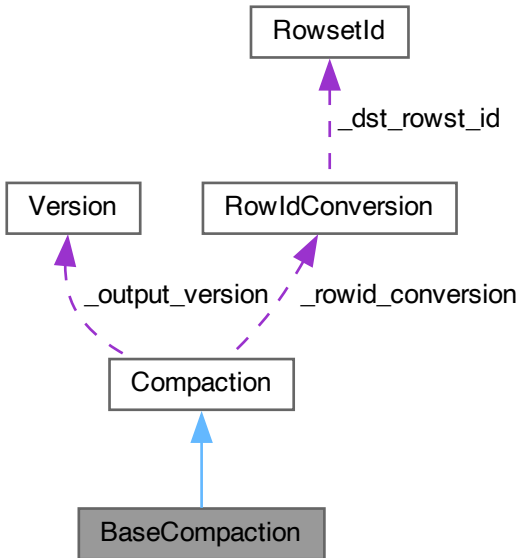 RowsetId
_dst_rowst_id
Version
RowIdConversion
_output_version
_rowid_conversion
Compaction
BaseCompaction